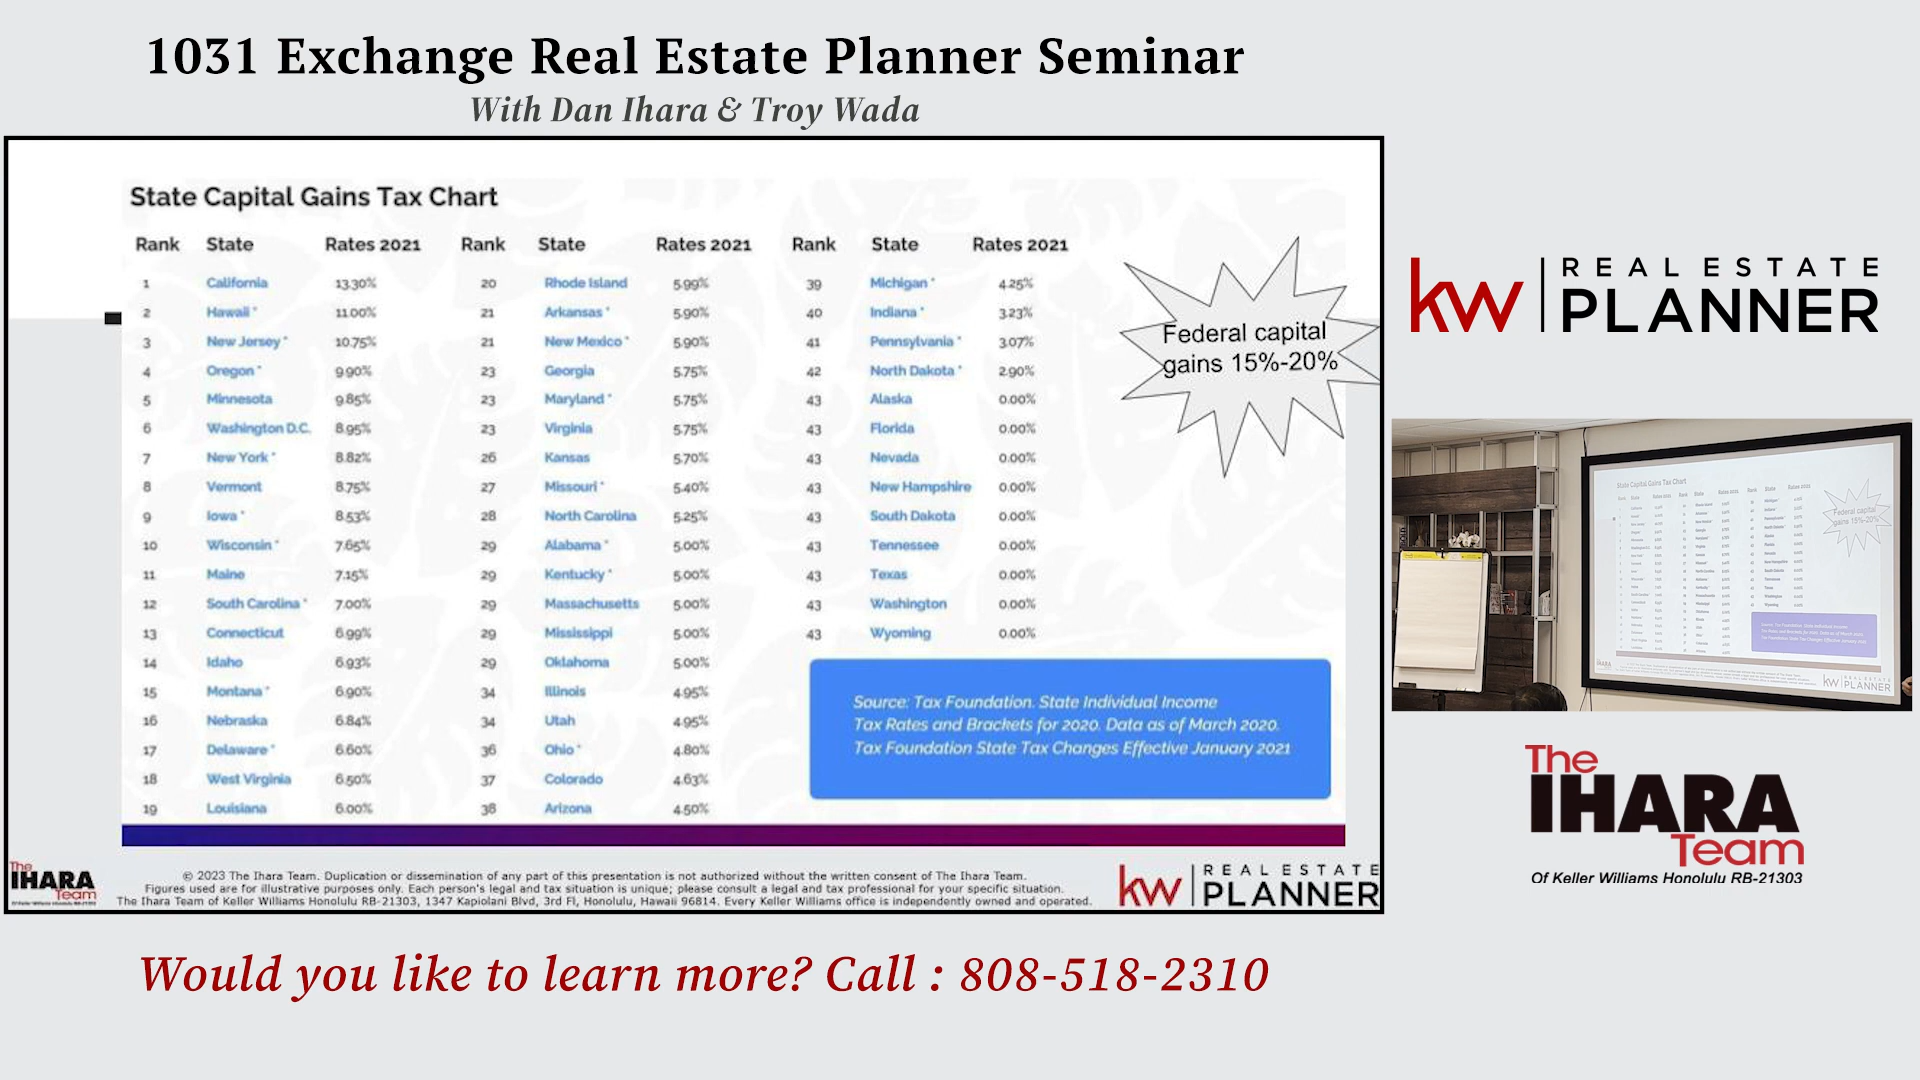 1031 Exchange Real Estate Planner Seminar
With Dan Ihara & Troy Wada
State Capital Gains Tax Chart
Rank State Rates 2021 Rank State Rates 2021 Rank State Rates 2021
1 California 13.30% 20 Rhode Island 5.99% 39 Michigan * 4.25%
2 Hawaii * 11.00% 21 Arkansas * 5.90% 40 Indiana * 3.23%
3 New Jersey * 10.75% 21 New Mexico * 5.90% 41 Pennsylvania * 3.07%
4 Oregon * 9.90% 23 Georgia 5.75% 42 North Dakota * 2.90%
5 Minnesota 9.85% 23 Maryland * 5.75% 43 Alaska 0.00%
6 Washington D.C. 8.95% 23 Virginia 5.75% 43 Florida 0.00%
7 New York * 8.82% 26 Kansas 5.70% 43 Nevada 0.00%
8 Vermont 8.75% 27 Missouri * 5.40% 43 New Hampshire 0.00%
9 Iowa * 8.53% 28 North Carolina 5.25% 43 South Dakota 0.00%
10 Wisconsin * 7.65% 29 Alabama * 5.00% 43 Tennessee 0.00%
11 Maine 7.15% 29 Kentucky * 5.00% 43 Texas 0.00%
12 South Carolina * 7.00% 29 Massachusetts 5.00% 43 Washington 0.00%
13 Connecticut 6.99% 29 Mississippi 5.00% 43 Wyoming 0.00%
14 Idaho 6.93% 29 Oklahoma 5.00%
15 Montana * 6.90% 34 Illinois 4.95%
16 Nebraska 6.84% 34 Utah 4.95%
17 Delaware * 6.60% 36 Ohio * 4.80%
18 West Virginia 6.50% 37 Colorado 4.63%
19 Louisiana 6.00% 38 Arizona 4.50%
Federal capital
gains 15%-20%
Source: Tax Foundation. State Individual Income
Tax Rates and Brackets for 2020. Data as of March 2020.
Tax Foundation State Tax Changes Effective January 2021
The
IHARA
Team
© 2023 The Ihara Team. Duplication or dissemination of any part of this presentation is not authorized without the written consent of The Ihara Team.
Figures used are for illustrative purposes only. Each person's legal and tax situation is unique; please consult a legal and tax professional for your specific situation.
The Ihara Team of Keller Williams Honolulu RB-21303, 1347 Kapiolani Blvd, 3rd Fl, Honolulu, Hawaii 96814. Every Keller Williams office is independently owned and operated.
kw REAL ESTATE
PLANNER
kw REAL ESTATE
PLANNER
State Capital Gains Tax Chart
Federal capital
gains 15%-20%
kw REAL ESTATE
PLANNER
The
IHARA
Team
Of Keller Williams Honolulu RB-21303
Would you like to learn more? Call : 808-518-2310